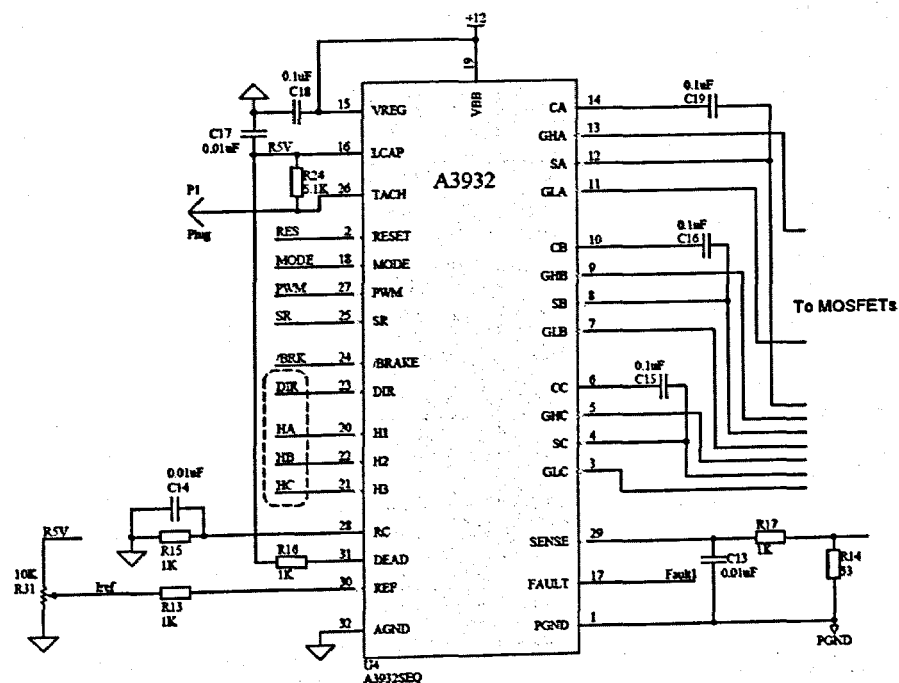 +12
19
VBB
0.1uF
C18
15
VREG
C17
0.01uF
R5V
16
LCAP
R24
5.1K
26
TACH
P1
Plug
A3932
RES
2
RESET
MODE
18
MODE
PWM
27
PWM
SR
25
SR
/BRK
24
/BRAKE
DIR
23
DIR
HA
20
H1
HB
22
H2
HC
21
H3
0.01uF
C14
28
RC
R15
1K
R16
1K
31
DEAD
R5V
10K
R31
Iref
R13
1K
30
REF
32
AGND
U4
A3932SEQ
CA
14
0.1uF
C19
GHA
13
SA
12
GLA
11
CB
10
0.1uF
C16
GHB
9
SB
8
GLB
7
To MOSFETs
CC
6
0.1uF
C15
GHC
5
SC
4
GLC
3
SENSE
29
R17
1K
C13
0.01uF
R14
FAULT
17
Fault1
PGND
1
PGND